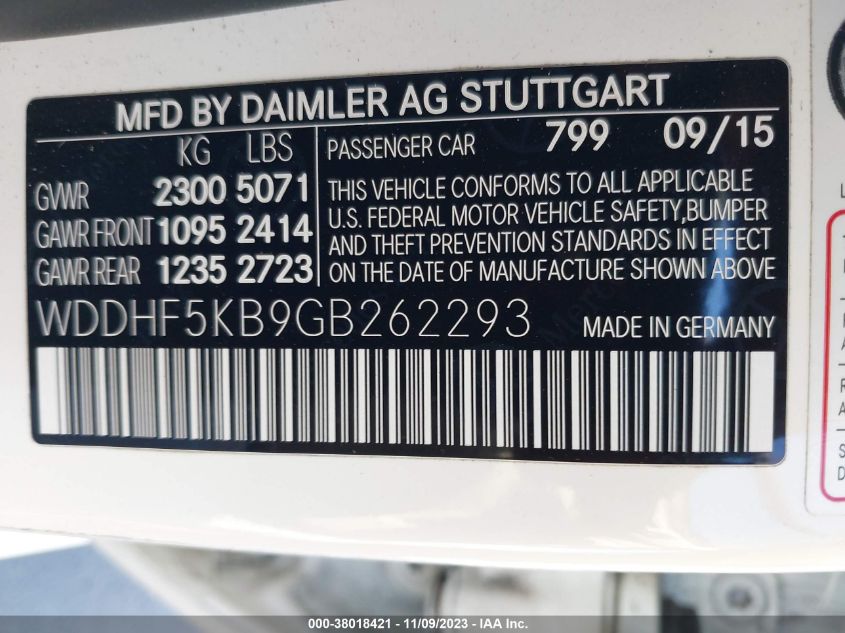 MFD BY DAIMLER AG STUTTGART
KG LBS
GVWR 2300 5071
GAWR FRONT 1095 2414
GAWR REAR 1235 2723
PASSENGER CAR 799 09/15
THIS VEHICLE CONFORMS TO ALL APPLICABLE
U.S. FEDERAL MOTOR VEHICLE SAFETY, BUMPER
AND THEFT PREVENTION STANDARDS IN EFFECT
ON THE DATE OF MANUFACTURE SHOWN ABOVE
WDDHF5KB9GB262293 MADE IN GERMANY
000-38018421 - 11/09/2023 - IAA Inc.